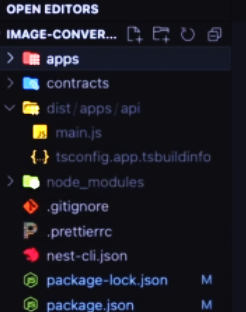 OPEN EDITORS
IMAGE-CONVER...
apps
contracts
dist/apps/api
main.js
tsconfig.app.tsbuildinfo
node_modules
.gitignore
.prettierrc
nest-cli.json
package-lock.json M
package.json M